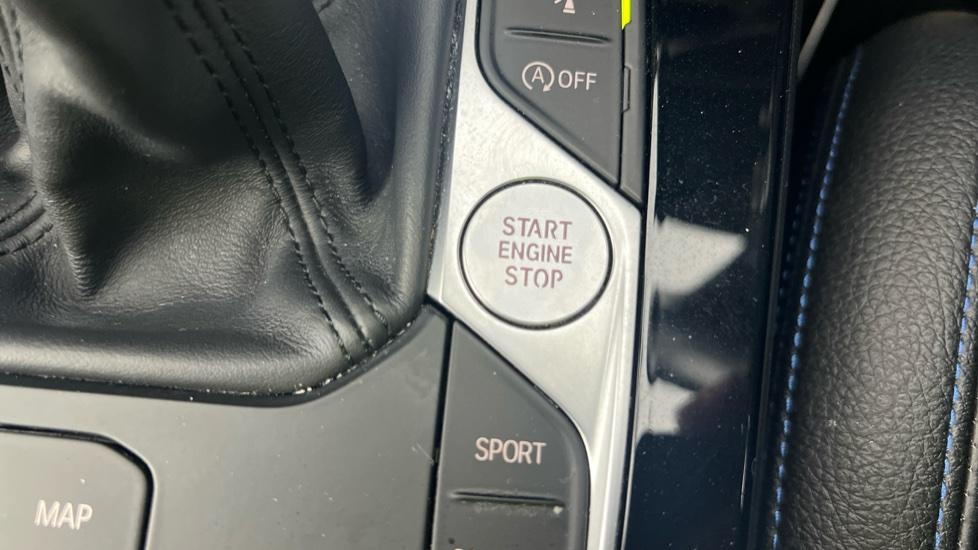 A OFF
START
ENGINE
STOP
SPORT
MAP